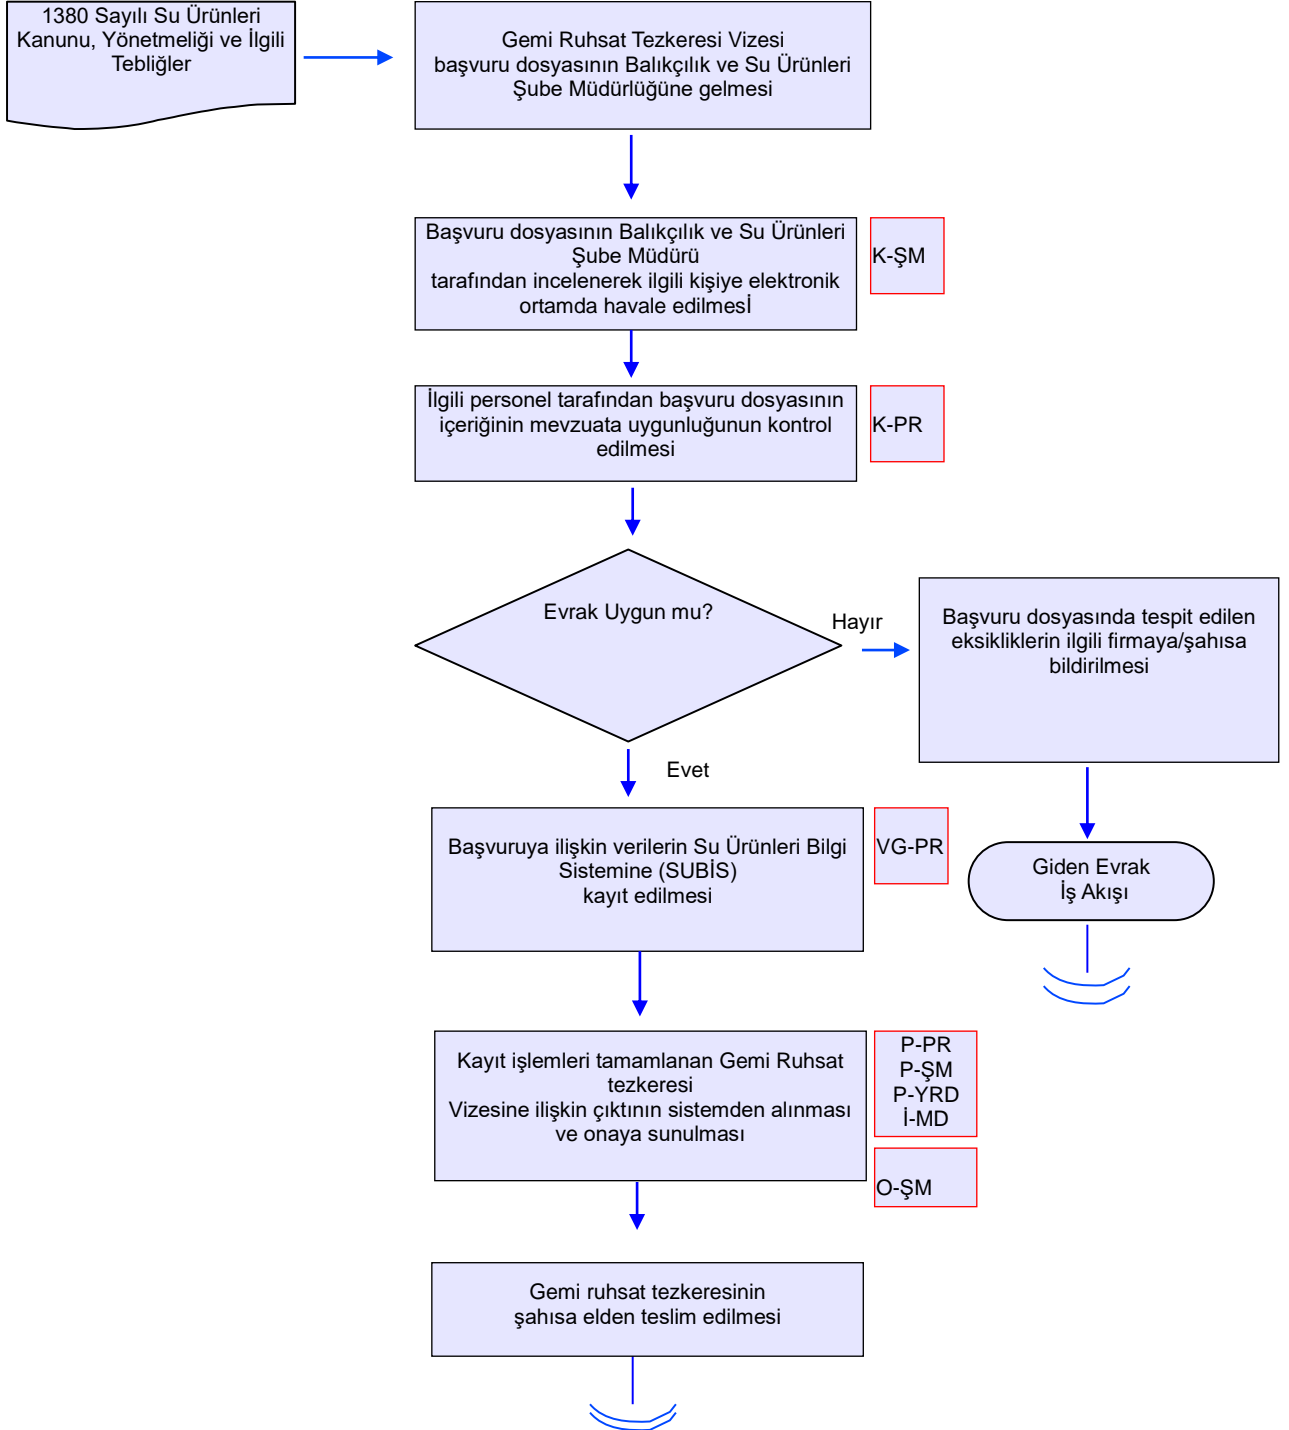 1380 Sayılı Su Ürünleri
Kanunu, Yönetmeliği ve İlgili
Tebliğler
Gemi Ruhsat Tezkeresi Vizesi
başvuru dosyasının Balıkçılık ve Su Ürünleri
Şube Müdürlüğüne gelmesi
Başvuru dosyasının Balıkçılık ve Su Ürünleri
Şube Müdürü
tarafından incelenerek ilgili kişiye elektronik
ortamda havale edilmesİ
K-ŞM
İlgili personel tarafından başvuru dosyasının
içeriğinin mevzuata uygunluğunun kontrol
edilmesi
K-PR
Evrak Uygun mu?
Hayır
Başvuru dosyasında tespit edilen
eksikliklerin ilgili firmaya/şahısa
bildirilmesi
Evet
Başvuruya ilişkin verilerin Su Ürünleri Bilgi
Sistemine (SUBİS)
kayıt edilmesi
VG-PR
Giden Evrak
İş Akışı
Kayıt işlemleri tamamlanan Gemi Ruhsat
tezkeresi
Vizesine ilişkin çıktının sistemden alınması
ve onaya sunulması
P-PR
P-ŞM
P-YRD
İ-MD
O-ŞM
Gemi ruhsat tezkeresinin
şahısa elden teslim edilmesi